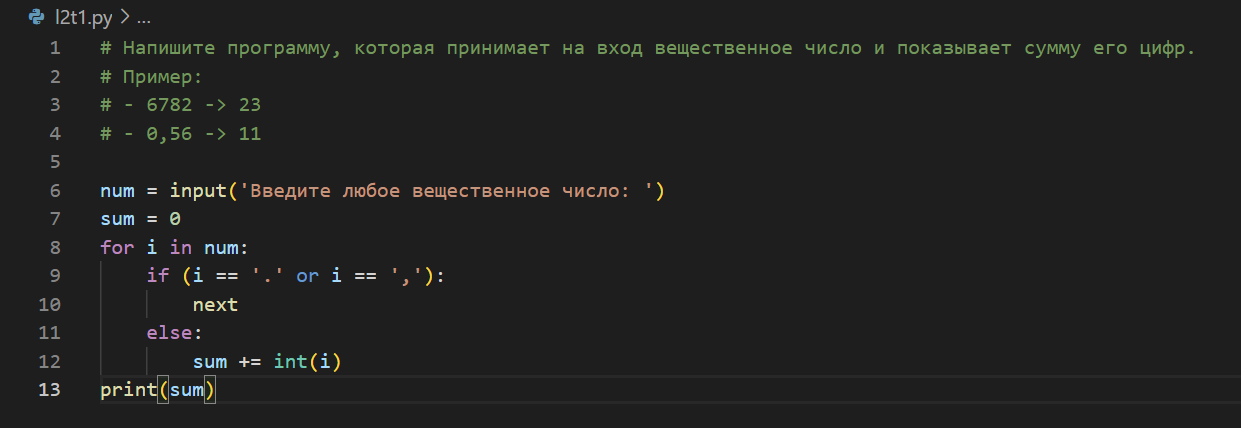 l2t1.py > ...
1 # Напишите программу, которая принимает на вход вещественное число и показывает сумму его цифр.
2 # Пример:
3 # - 6782 -> 23
4 # - 0,56 -> 11
5
6 num = input('Введите любое вещественное число: ')
7 sum = 0
8 for i in num:
9     if (i == '.' or i == ','):
10         next
11     else:
12         sum += int(i)
13 print(sum)